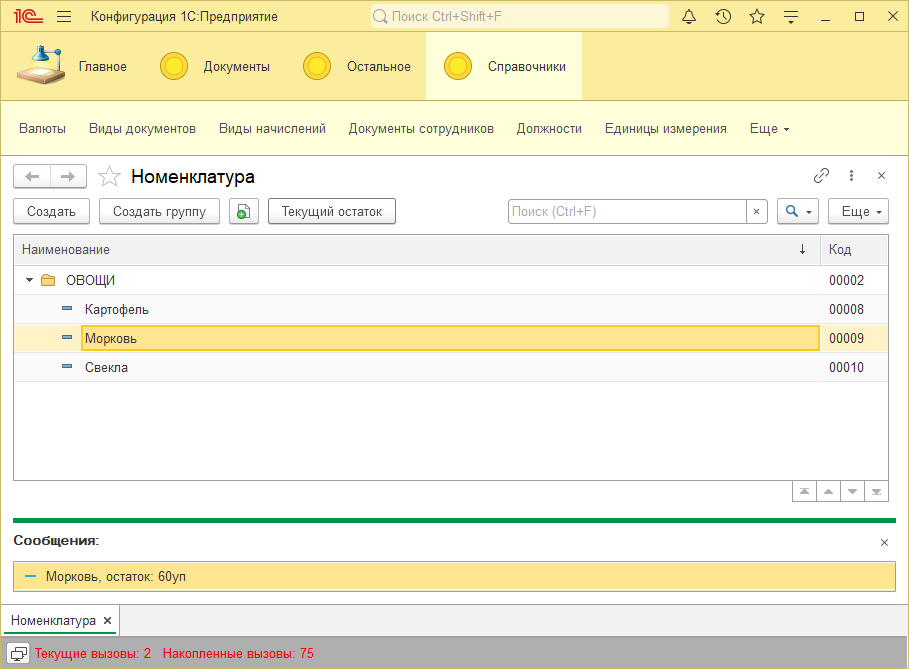 1С Конфигурация 1С:Предприятие Поиск Ctrl+Shift+F
Главное Документы Остальное Справочники
Валюты Виды документов Виды начислений Документы сотрудников Должности Единицы измерения Еще
Номенклатура
Создать Создать группу Текущий остаток Поиск (Ctrl+F) × Еще
Наименование ↓ Код
ОВОЩИ 00002
Картофель 00008
Морковь 00009
Свекла 00010
Сообщения:
Морковь, остаток: 60уп
Номенклатура ×
Текущие вызовы: 2 Накопленные вызовы: 75